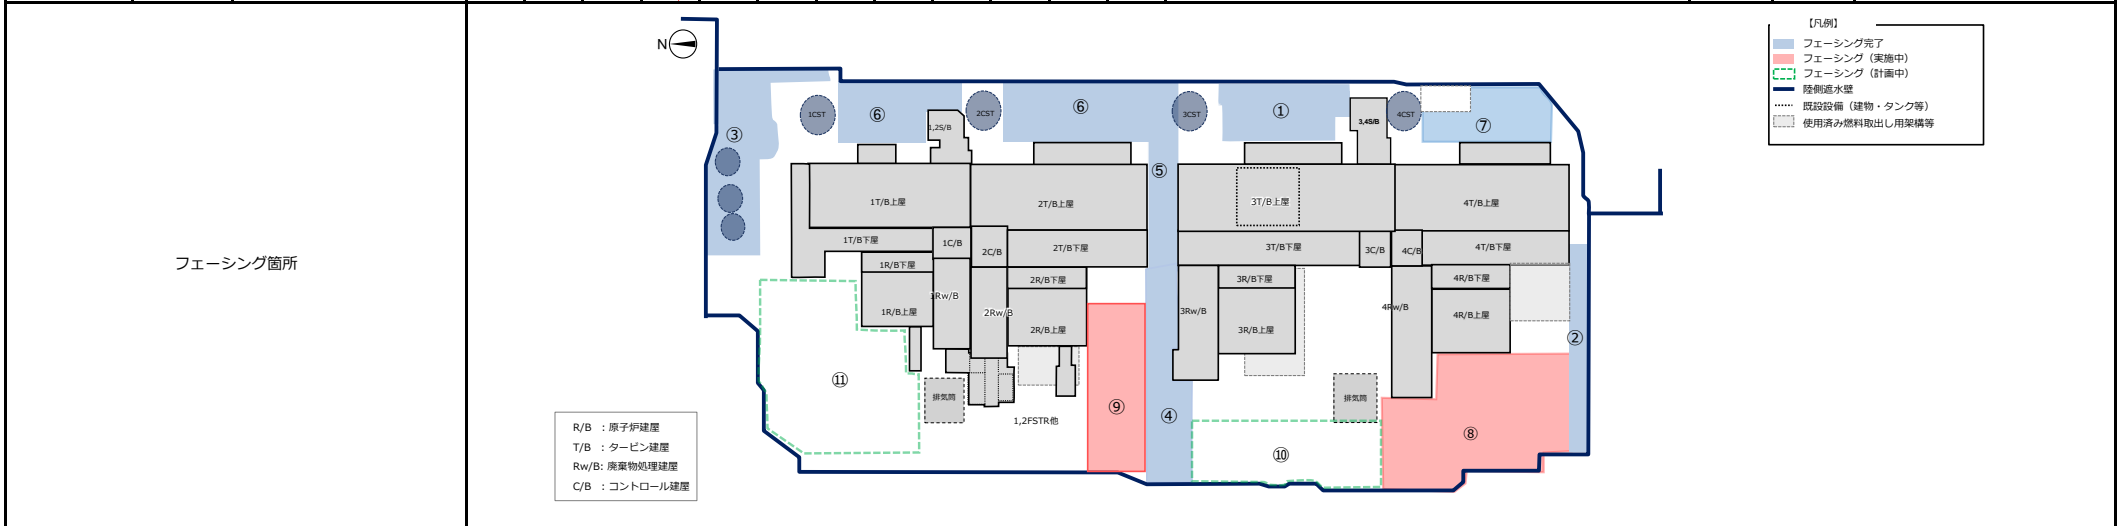 フェーシング箇所
N
【凡例】
フェーシング完了
フェーシング（実施中）
フェーシング（計画中）
陸側遮水壁
既設設備（建物・タンク等）
使用済み燃料取出し用架構等
③
1CST
⑥
1,2S/B
2CST
⑥
3CST
①
3,4S/B
4CST
⑦
⑤
1T/B上屋
2T/B上屋
3T/B上屋
4T/B上屋
1T/B下屋
1C/B
2C/B
2T/B下屋
3T/B下屋
3C/B
4C/B
4T/B下屋
1R/B下屋
2R/B下屋
3R/B下屋
4R/B下屋
1Rw/B
2Rw/B
3Rw/B
4Rw/B
1R/B上屋
2R/B上屋
3R/B上屋
4R/B上屋
②
⑪
排気筒
1,2FSTR他
⑨
④
排気筒
⑩
⑧
R/B ：原子炉建屋
T/B ：タービン建屋
Rw/B: 廃棄物処理建屋
C/B ：コントロール建屋